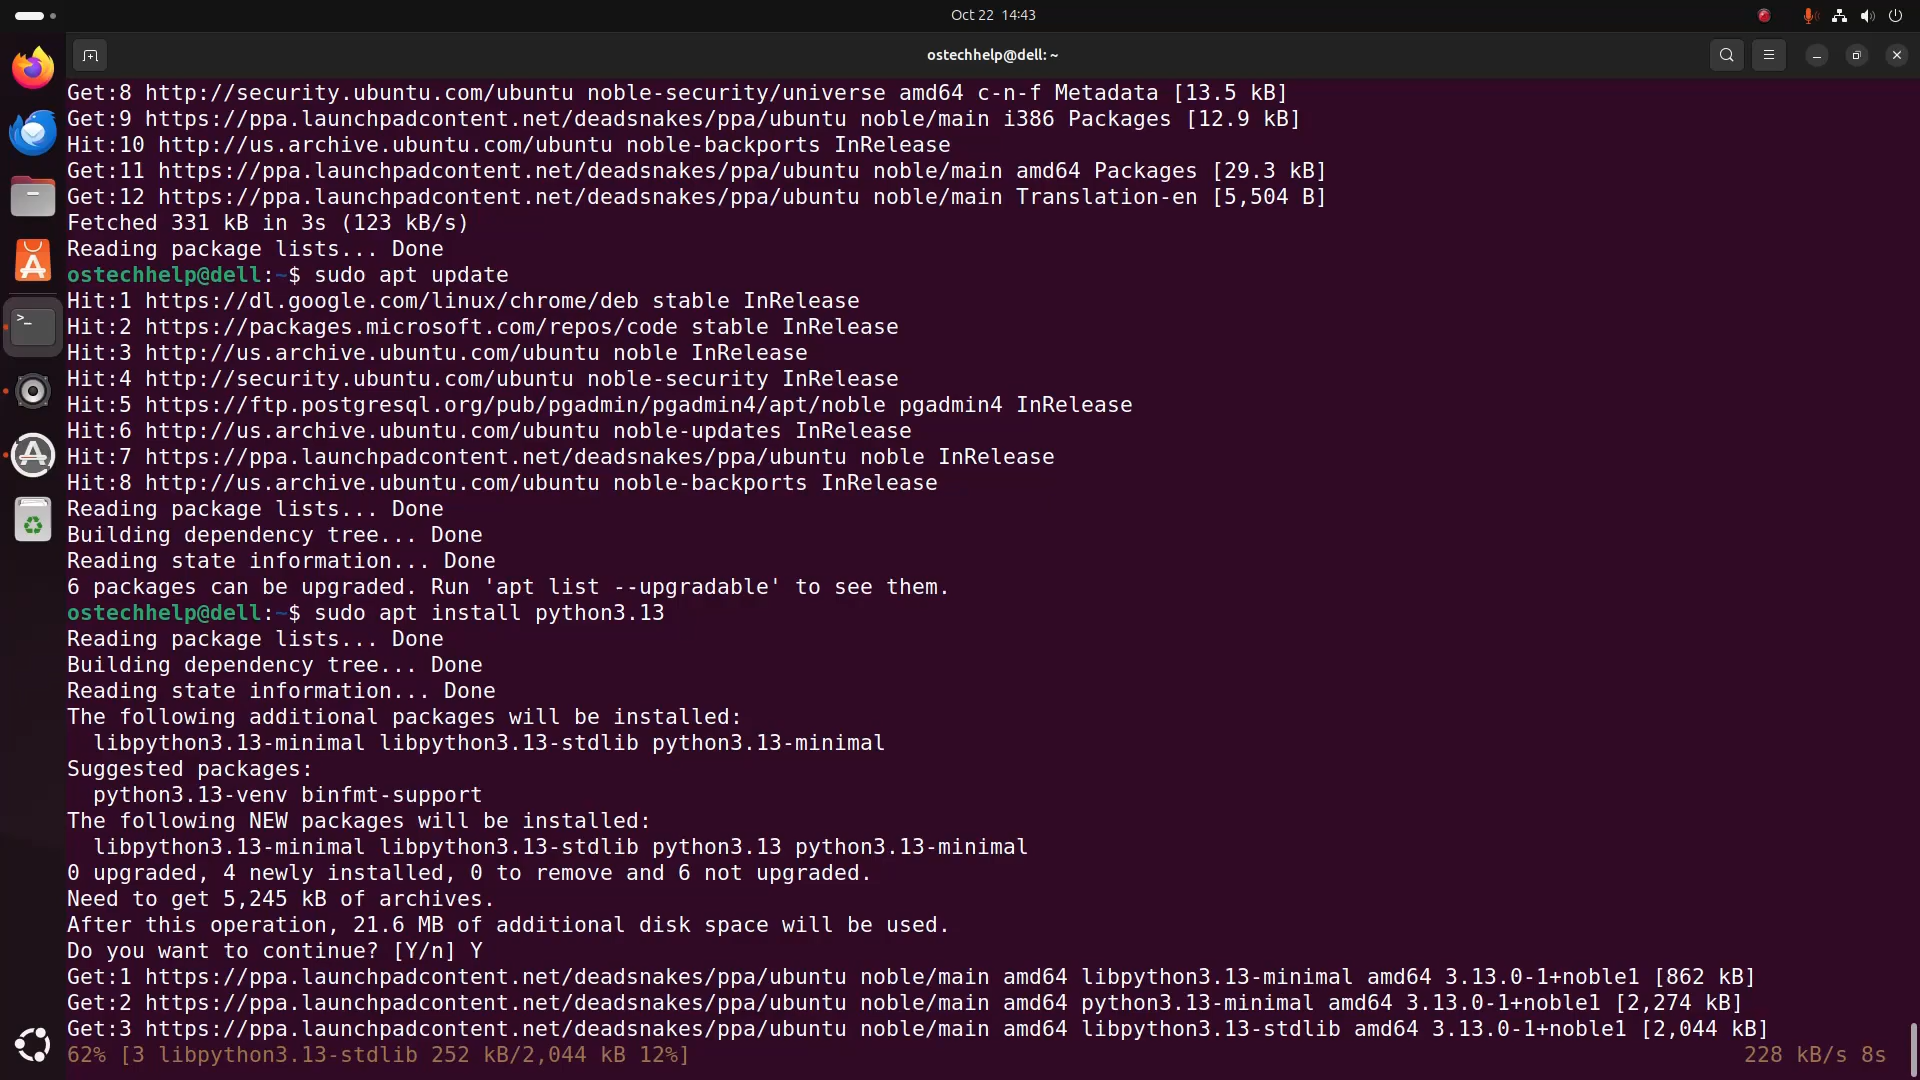 Oct 22 14:43
ostechhelp@dell: ~
Get:8 http://security.ubuntu.com/ubuntu noble-security/universe amd64 c-n-f Metadata [13.5 kB]
Get:9 https://ppa.launchpadcontent.net/deadsnakes/ppa/ubuntu noble/main i386 Packages [12.9 kB]
Hit:10 http://us.archive.ubuntu.com/ubuntu noble-backports InRelease
Get:11 https://ppa.launchpadcontent.net/deadsnakes/ppa/ubuntu noble/main amd64 Packages [29.3 kB]
Get:12 https://ppa.launchpadcontent.net/deadsnakes/ppa/ubuntu noble/main Translation-en [5,504 B]
Fetched 331 kB in 3s (123 kB/s)
Reading package lists... Done
ostechhelp@dell:~$ sudo apt update
Hit:1 https://dl.google.com/linux/chrome/deb stable InRelease
Hit:2 https://packages.microsoft.com/repos/code stable InRelease
Hit:3 http://us.archive.ubuntu.com/ubuntu noble InRelease
Hit:4 http://security.ubuntu.com/ubuntu noble-security InRelease
Hit:5 https://ftp.postgresql.org/pub/pgadmin/pgadmin4/apt/noble pgadmin4 InRelease
Hit:6 http://us.archive.ubuntu.com/ubuntu noble-updates InRelease
Hit:7 https://ppa.launchpadcontent.net/deadsnakes/ppa/ubuntu noble InRelease
Hit:8 http://us.archive.ubuntu.com/ubuntu noble-backports InRelease
Reading package lists... Done
Building dependency tree... Done
Reading state information... Done
6 packages can be upgraded. Run 'apt list --upgradable' to see them.
ostechhelp@dell:~$ sudo apt install python3.13
Reading package lists... Done
Building dependency tree... Done
Reading state information... Done
The following additional packages will be installed:
  libpython3.13-minimal libpython3.13-stdlib python3.13-minimal
Suggested packages:
  python3.13-venv binfmt-support
The following NEW packages will be installed:
  libpython3.13-minimal libpython3.13-stdlib python3.13 python3.13-minimal
0 upgraded, 4 newly installed, 0 to remove and 6 not upgraded.
Need to get 5,245 kB of archives.
After this operation, 21.6 MB of additional disk space will be used.
Do you want to continue? [Y/n] Y
Get:1 https://ppa.launchpadcontent.net/deadsnakes/ppa/ubuntu noble/main amd64 libpython3.13-minimal amd64 3.13.0-1+noble1 [862 kB]
Get:2 https://ppa.launchpadcontent.net/deadsnakes/ppa/ubuntu noble/main amd64 python3.13-minimal amd64 3.13.0-1+noble1 [2,274 kB]
Get:3 https://ppa.launchpadcontent.net/deadsnakes/ppa/ubuntu noble/main amd64 libpython3.13-stdlib amd64 3.13.0-1+noble1 [2,044 kB]
62% [3 libpython3.13-stdlib 252 kB/2,044 kB 12%] 228 kB/s 8s